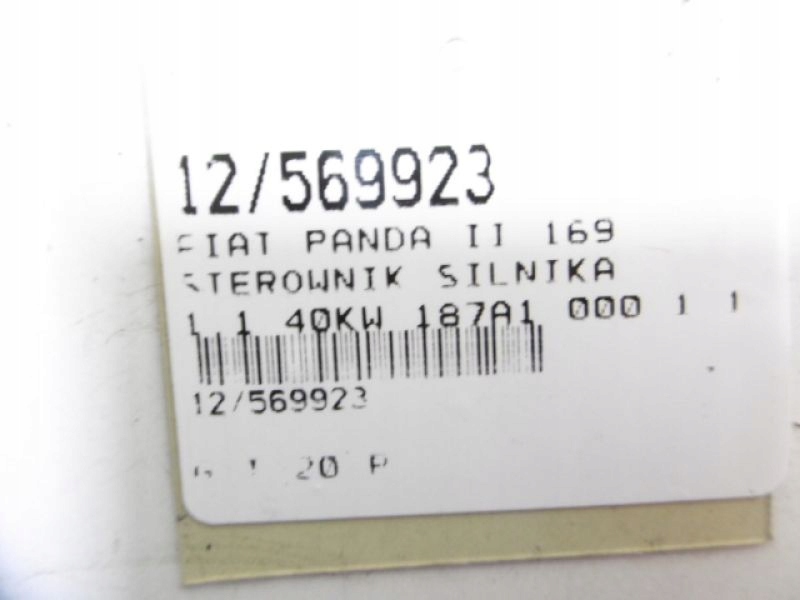 12/569923
FIAT PANDA II 169
STEROWNIK SILNIKA
1 1 40KW 187A1 000 1 1
12/569923
20 P